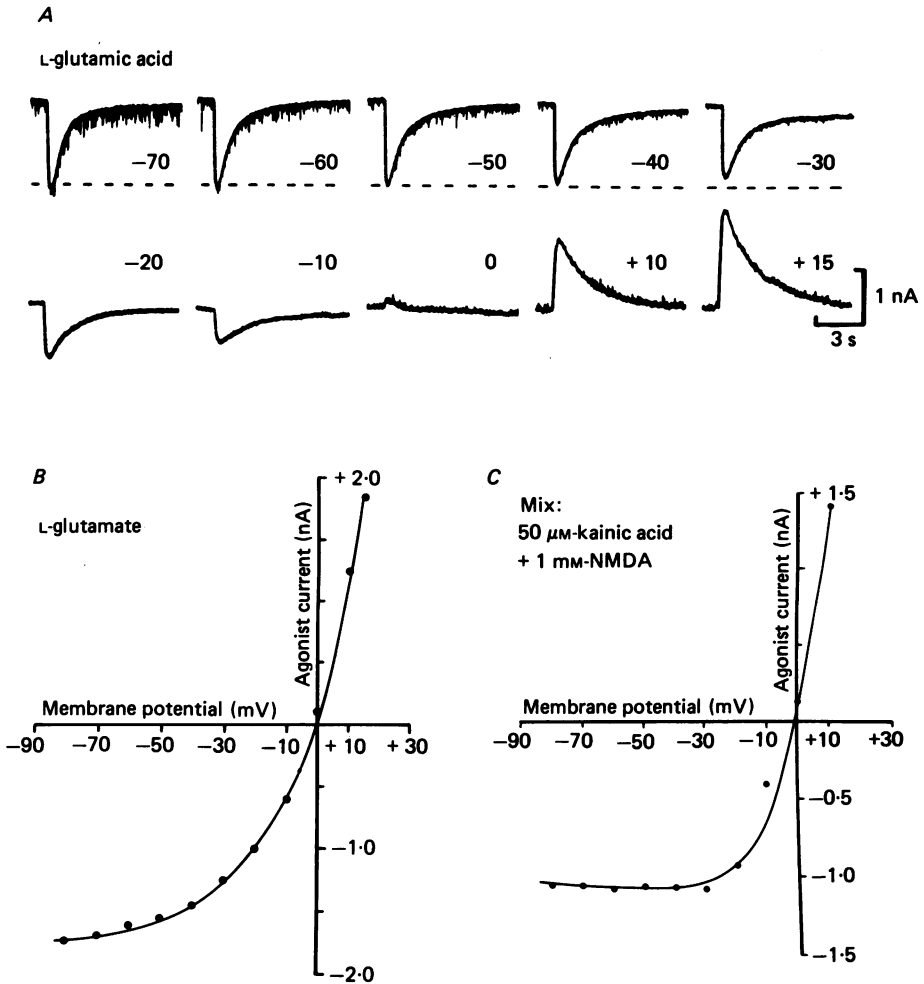 A
L-glutamic acid
−70 −60 −50 −40 −30
−20 −10 0 + 10 + 15
1 nA
3 s
B
L-glutamate
+ 2·0
Agonist current (nA)
Membrane potential (mV)
−90 −70 −50 −30 −10 + 10 + 30
−1·0
−2·0
C
Mix:
50 μM-kainic acid
+ 1 mM-NMDA
+ 1·5
Agonist current (nA)
Membrane potential (mV)
−90 −70 −50 −30 −10 +10 +30
−0·5
−1·0
−1·5